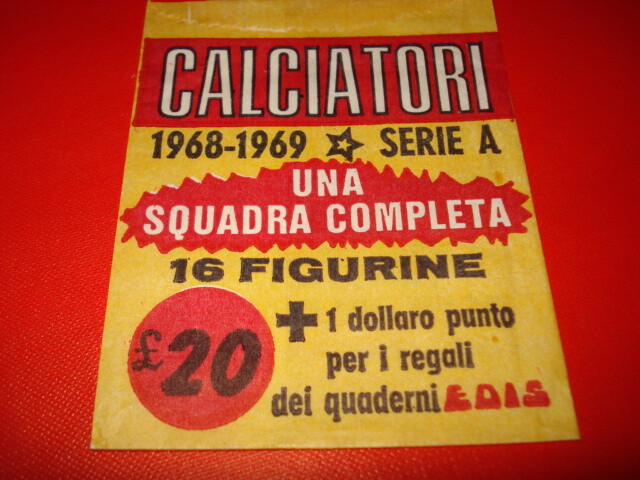 CALCIATORI
1968-1969 ☆ SERIE A
UNA
SQUADRA COMPLETA
16 FIGURINE
£20
+ 1 dollaro punto
per i regali
dei quaderni EDIS